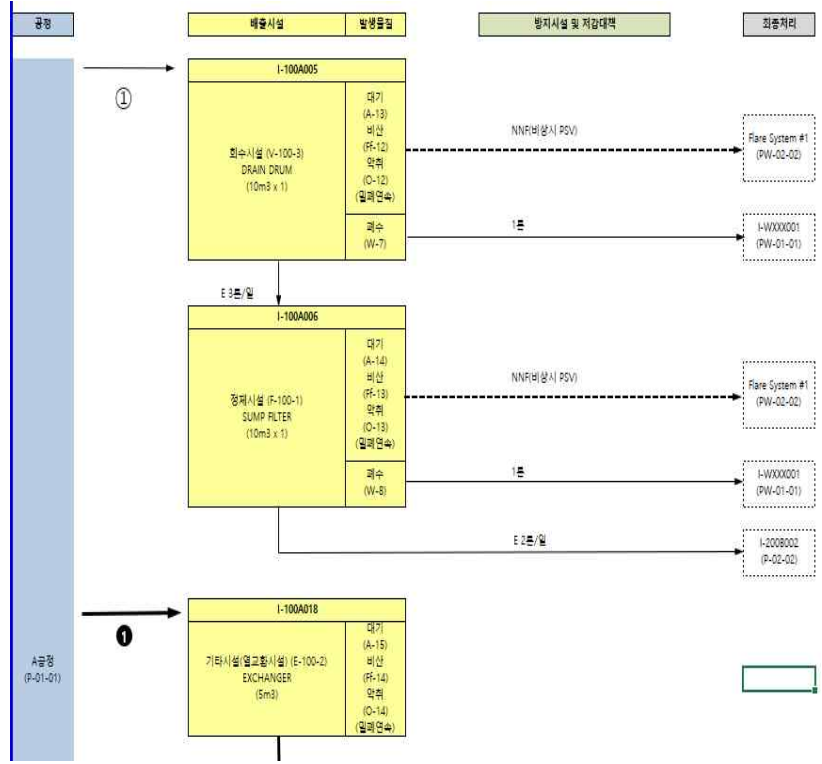 공정
배출시설
발생물질
방지시설 및 저감대책
최종처리
①
I-100A005
회수시설 (V-100-3)
DRAIN DRUM
(10m3 x 1)
대기
(A-13)
비산
(Ff-12)
악취
(O-12)
(밀폐연속)
NNF(비상시 PSV)
Flare System #1
(PW-02-02)
폐수
(W-7)
1톤
I-WXXX001
(PW-01-01)
E 3톤/일
I-100A006
정제시설 (F-100-1)
SUMP FILTER
(10m3 x 1)
대기
(A-14)
비산
(Ff-13)
악취
(O-13)
(밀폐연속)
NNF(비상시 PSV)
Flare System #1
(PW-02-02)
폐수
(W-8)
1톤
I-WXXX001
(PW-01-01)
E 2톤/일
I-200B002
(P-02-02)
❶
I-100A018
기타시설(열교환시설) (E-100-2)
EXCHANGER
(5m3)
대기
(A-15)
비산
(Ff-14)
악취
(O-14)
(밀폐연속)
A공정
(P-01-01)